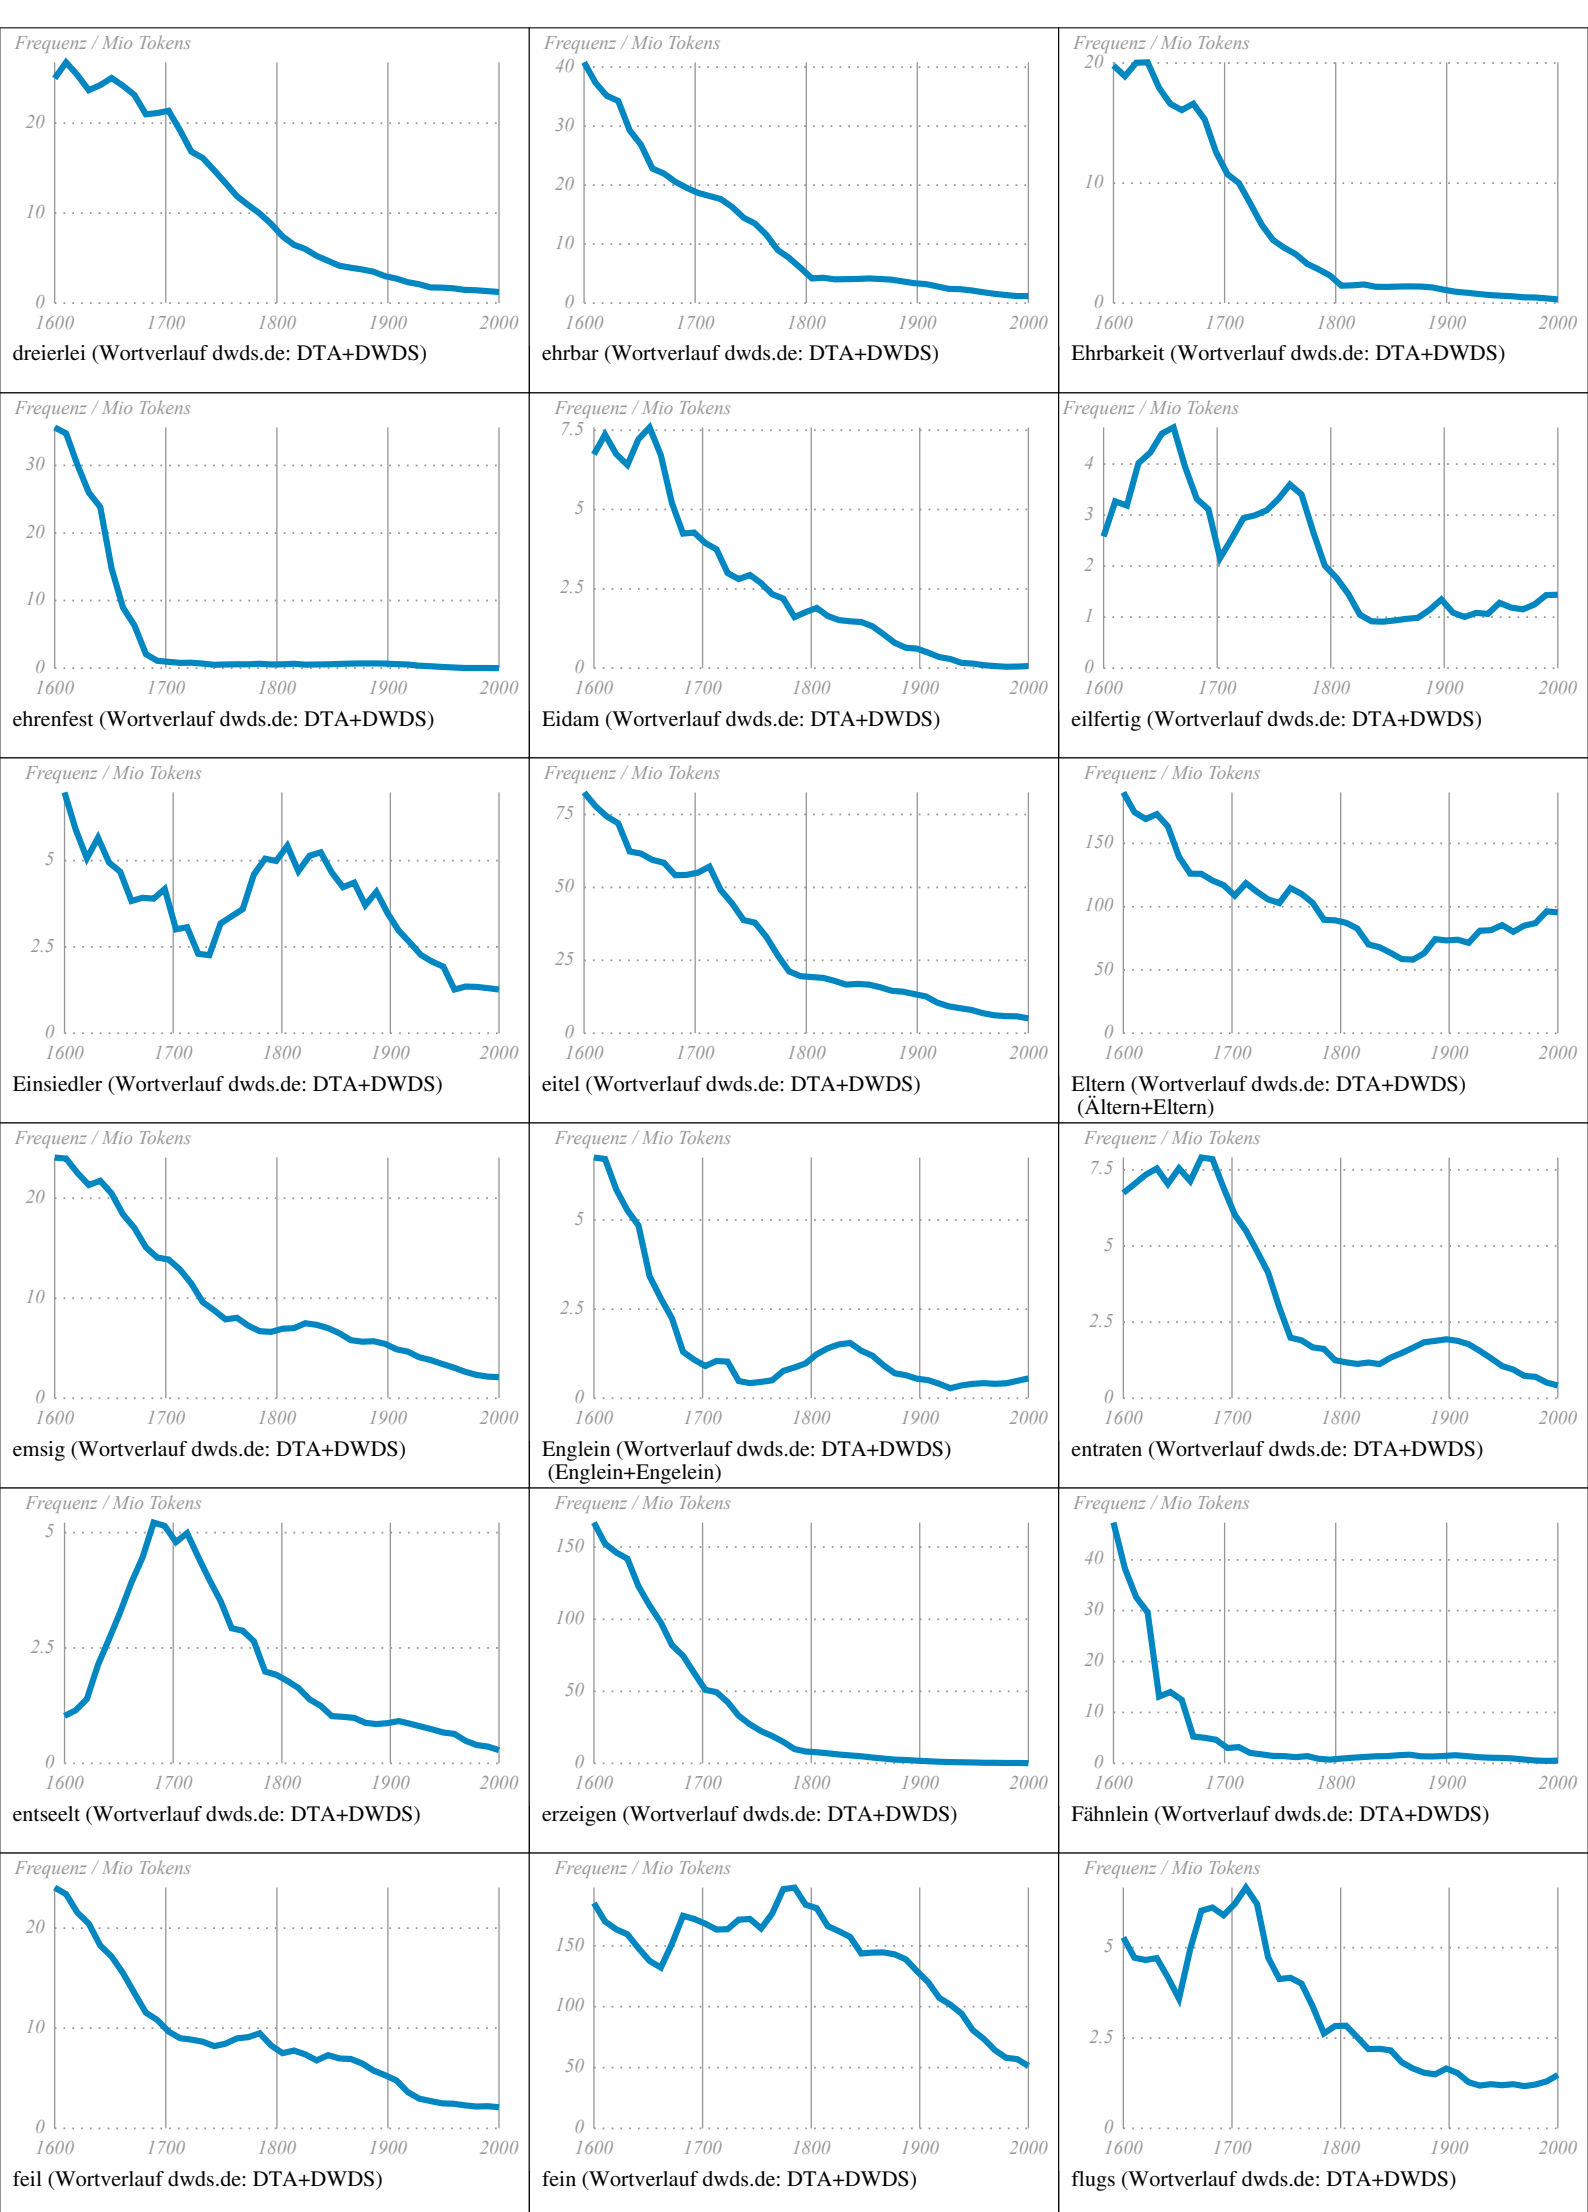 Frequenz / Mio Tokens
20
10
0
1600 1700 1800 1900 2000
dreierlei (Wortverlauf dwds.de: DTA+DWDS)
Frequenz / Mio Tokens
40
30
20
10
0
1600 1700 1800 1900 2000
ehrbar (Wortverlauf dwds.de: DTA+DWDS)
Frequenz / Mio Tokens
20
10
0
1600 1700 1800 1900 2000
Ehrbarkeit (Wortverlauf dwds.de: DTA+DWDS)
Frequenz / Mio Tokens
30
20
10
0
1600 1700 1800 1900 2000
ehrenfest (Wortverlauf dwds.de: DTA+DWDS)
Frequenz / Mio Tokens
7.5
5
2.5
0
1600 1700 1800 1900 2000
Eidam (Wortverlauf dwds.de: DTA+DWDS)
Frequenz / Mio Tokens
4
3
2
1
0
1600 1700 1800 1900 2000
eilfertig (Wortverlauf dwds.de: DTA+DWDS)
Frequenz / Mio Tokens
5
2.5
0
1600 1700 1800 1900 2000
Einsiedler (Wortverlauf dwds.de: DTA+DWDS)
Frequenz / Mio Tokens
75
50
25
0
1600 1700 1800 1900 2000
eitel (Wortverlauf dwds.de: DTA+DWDS)
Frequenz / Mio Tokens
150
100
50
0
1600 1700 1800 1900 2000
Eltern (Wortverlauf dwds.de: DTA+DWDS)
(Ältern+Eltern)
Frequenz / Mio Tokens
20
10
0
1600 1700 1800 1900 2000
emsig (Wortverlauf dwds.de: DTA+DWDS)
Frequenz / Mio Tokens
5
2.5
0
1600 1700 1800 1900 2000
Englein (Wortverlauf dwds.de: DTA+DWDS)
(Englein+Engelein)
Frequenz / Mio Tokens
7.5
5
2.5
0
1600 1700 1800 1900 2000
entraten (Wortverlauf dwds.de: DTA+DWDS)
Frequenz / Mio Tokens
5
2.5
0
1600 1700 1800 1900 2000
entseelt (Wortverlauf dwds.de: DTA+DWDS)
Frequenz / Mio Tokens
150
100
50
0
1600 1700 1800 1900 2000
erzeigen (Wortverlauf dwds.de: DTA+DWDS)
Frequenz / Mio Tokens
40
30
20
10
0
1600 1700 1800 1900 2000
Fähnlein (Wortverlauf dwds.de: DTA+DWDS)
Frequenz / Mio Tokens
20
10
0
1600 1700 1800 1900 2000
feil (Wortverlauf dwds.de: DTA+DWDS)
Frequenz / Mio Tokens
150
100
50
0
1600 1700 1800 1900 2000
fein (Wortverlauf dwds.de: DTA+DWDS)
Frequenz / Mio Tokens
5
2.5
0
1600 1700 1800 1900 2000
flugs (Wortverlauf dwds.de: DTA+DWDS)